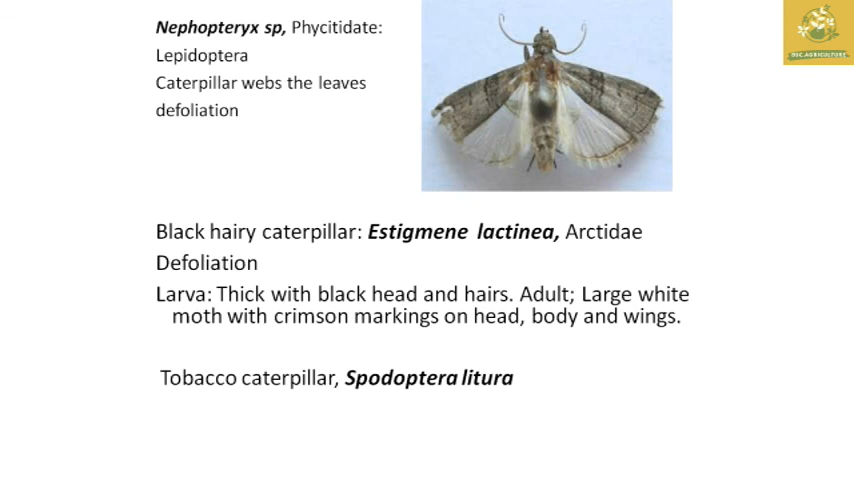 Nephopteryx sp, Phycitidate:
Lepidoptera
Caterpillar webs the leaves
defoliation
BSC.AGRICULTURE
Black hairy caterpillar: Estigmene lactinea, Arctidae
Defoliation
Larva: Thick with black head and hairs. Adult; Large white
moth with crimson markings on head, body and wings.
Tobacco caterpillar, Spodoptera litura